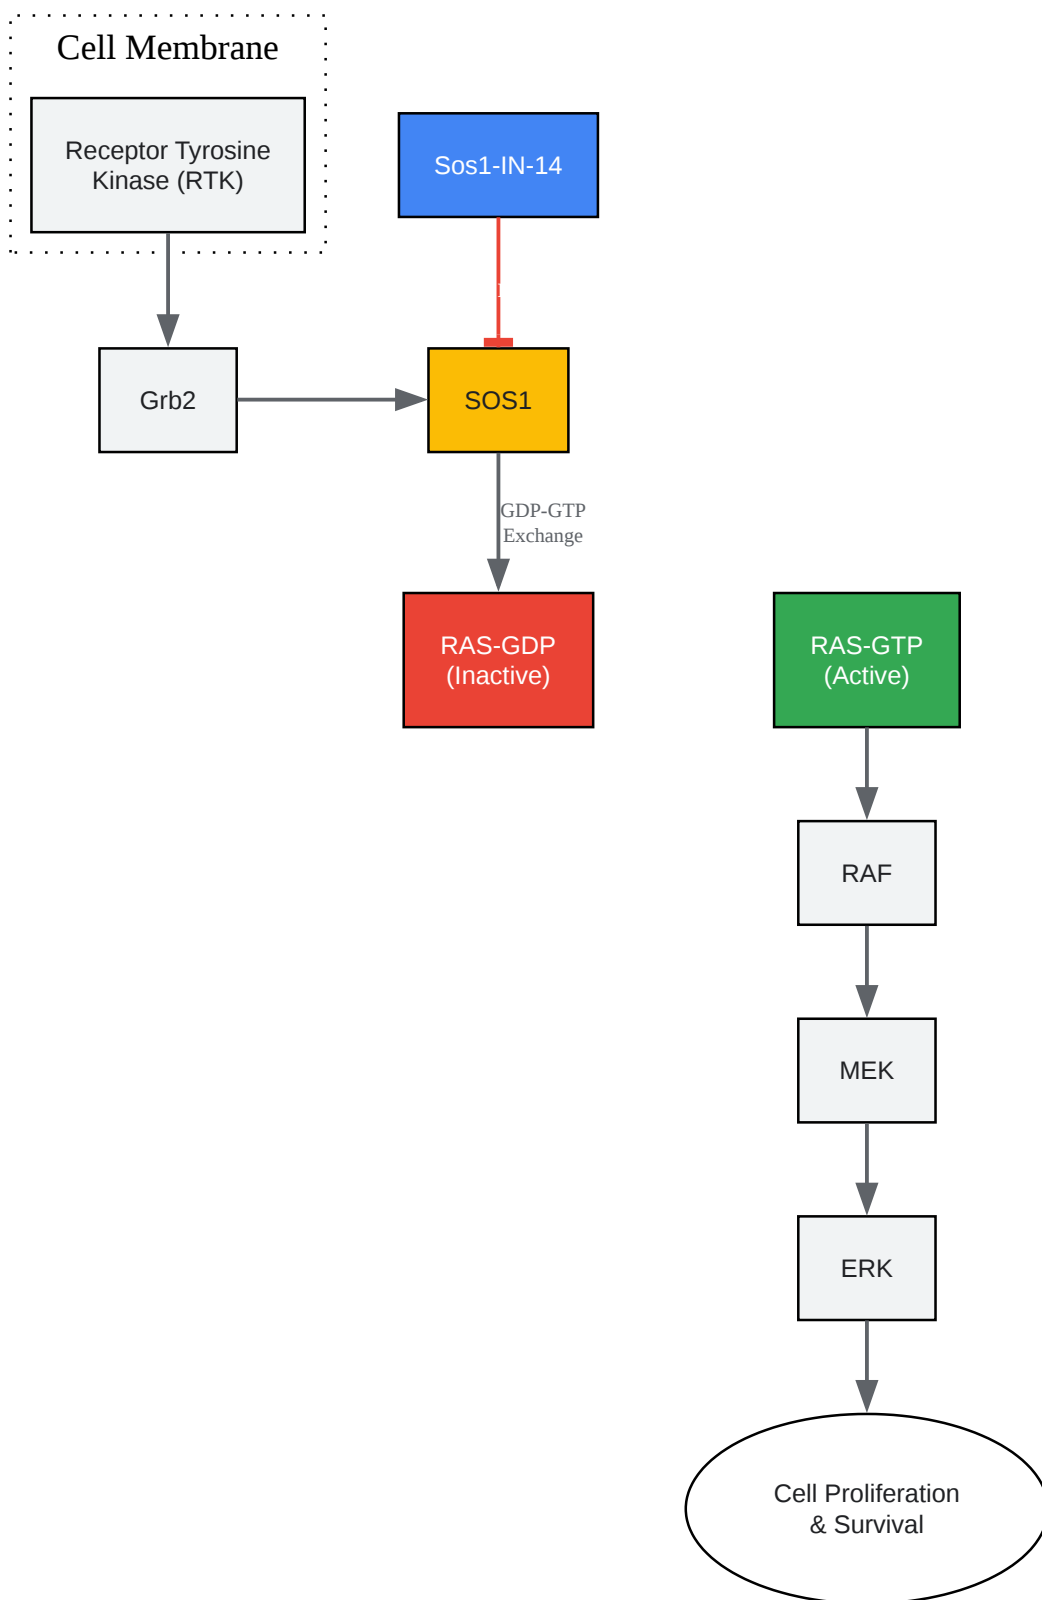 Cell Membrane
Receptor Tyrosine
Kinase (RTK)
Sos1-IN-14
Grb2
SOS1
GDP-GTP
Exchange
RAS-GDP
(Inactive)
RAS-GTP
(Active)
RAF
MEK
ERK
Cell Proliferation
& Survival